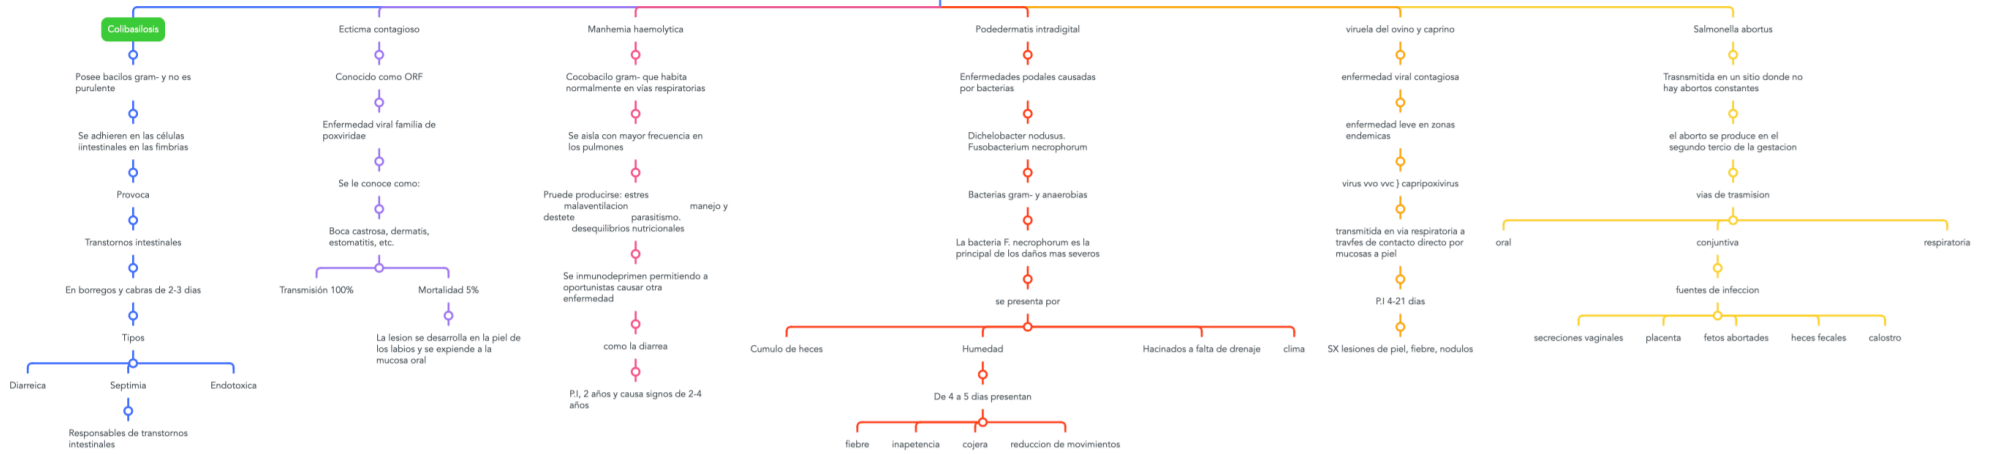 Colibasilosis
Posee bacilos gram- y no es
purulente
Se adhieren en las células
iintestinales en las fimbrias
Provoca
Transtornos intestinales
En borregos y cabras de 2-3 dias
Tipos
Diarreica
Septimia
Endotoxica
Responsables de transtornos
intestinales
Ecticma contagioso
Conocido como ORF
Enfermedad viral familia de
poxviridae
Se le conoce como:
Boca castrosa, dermatis,
estomatitis, etc.
Transmisión 100%
Mortalidad 5%
La lesion se desarrolla en la piel de
los labios y se expiende a la
mucosa oral
Manhemia haemolytica
Cocobacilo gram- que habita
normalmente en vías respiratorias
Se aisla con mayor frecuencia en
los pulmones
Pruede producirse: estres
malaventilacion manejo y
destete parasitismo.
desequilibrios nutricionales
Se inmunodeprimen permitiendo a
oportunistas causar otra
enfermedad
como la diarrea
P.I, 2 años y causa signos de 2-4
años
Podedermatis intradigital
Enfermedades podales causadas
por bacterias
Dichelobacter nodusus.
Fusobacterium necrophorum
Bacterias gram- y anaerobias
La bacteria F. necrophorum es la
principal de los daños mas severos
se presenta por
Cumulo de heces
Humedad
Hacinados a falta de drenaje
clima
De 4 a 5 dias presentan
fiebre
inapetencia
cojera
reduccion de movimientos
viruela del ovino y caprino
enfermedad viral contagiosa
enfermedad leve en zonas
endemicas
virus vvo vvc } capripoxivirus
transmitida en via respiratoria a
travfes de contacto directo por
mucosas a piel
P.I 4-21 dias
SX lesiones de piel, fiebre, nodulos
Salmonella abortus
Trasnsmitida en un sitio donde no
hay abortos constantes
el aborto se produce en el
segundo tercio de la gestacion
vias de trasmision
oral
conjuntiva
respiratoria
fuentes de infeccion
secreciones vaginales
placenta
fetos abortades
heces fecales
calostro